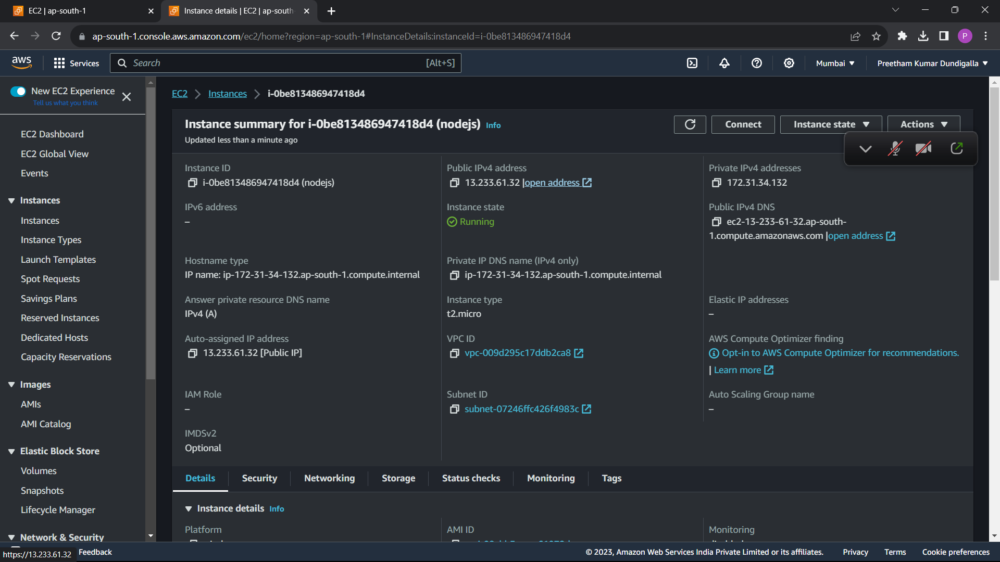 EC2 | ap-south-1
Instance details | EC2 | ap-south-
ap-south-1.console.aws.amazon.com/ec2/home?region=ap-south-1#InstanceDetails:instanceId=i-0be813486947418d4
P
aws
Services
Search
[Alt+S]
Mumbai
Preetham Kumar Dundigalla
New EC2 Experience
Tell us what you think
EC2 Dashboard
EC2 Global View
Events
Instances
Instances
Instance Types
Launch Templates
Spot Requests
Savings Plans
Reserved Instances
Dedicated Hosts
Capacity Reservations
Images
AMIs
AMI Catalog
Elastic Block Store
Volumes
Snapshots
Lifecycle Manager
Network & Security
EC2 > Instances > i-0be813486947418d4
Instance summary for i-0be813486947418d4 (nodejs) Info
Updated less than a minute ago
Connect
Instance state
Actions
Instance ID
i-0be813486947418d4 (nodejs)
Public IPv4 address
13.233.61.32 |open address
Private IPv4 addresses
172.31.34.132
IPv6 address
–
Instance state
Running
Public IPv4 DNS
ec2-13-233-61-32.ap-south-
1.compute.amazonaws.com |open address
Hostname type
IP name: ip-172-31-34-132.ap-south-1.compute.internal
Private IP DNS name (IPv4 only)
ip-172-31-34-132.ap-south-1.compute.internal
Answer private resource DNS name
IPv4 (A)
Instance type
t2.micro
Elastic IP addresses
–
Auto-assigned IP address
13.233.61.32 [Public IP]
VPC ID
vpc-009d295c17ddb2ca8
AWS Compute Optimizer finding
Opt-in to AWS Compute Optimizer for recommendations.
| Learn more
IAM Role
–
Subnet ID
subnet-07246ffc426f4983c
Auto Scaling Group name
–
IMDSv2
Optional
Details
Security
Networking
Storage
Status checks
Monitoring
Tags
Instance details Info
Platform
AMI ID
Monitoring
https://13.233.61.32
Feedback
© 2023, Amazon Web Services India Private Limited or its affiliates.
Privacy
Terms
Cookie preferences